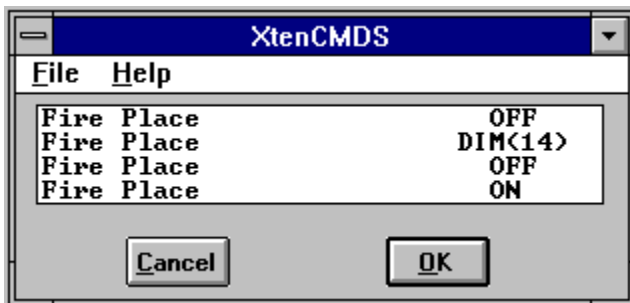 XtenCMDS
File Help
Fire Place OFF
Fire Place DIM(14)
Fire Place OFF
Fire Place ON
Cancel OK